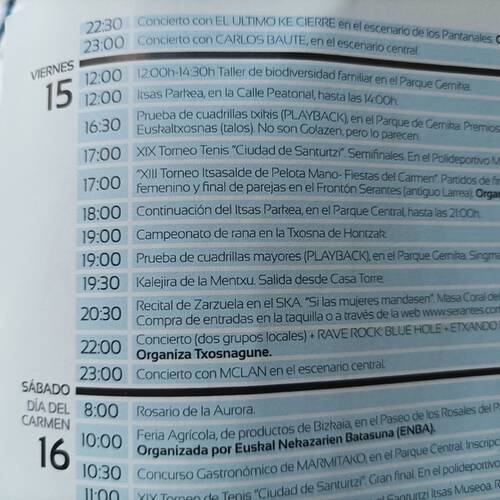 22:30 Concierto con EL ULTIMO KE CIERRE en el escenario de los Pantanales.
23:00 Concierto con CARLOS BAUTE, en el escenario central.
VIERNES
15
12:00 12:00h-14:30h Taller de biodiversidad familiar en el Parque Gernika.
12:00 Itsas Parkea, en la Calle Peatonal, hasta las 14:00h.
16:30 Prueba de cuadrillas txikis (PLAYBACK), en el Parque de Gernika. Premios
Euskaltxosnas (talos). No son Golazen, pero lo parecen.
17:00 XIX Torneo Tenis "Ciudad de Santurtzi". Semifinales. En el Polideportivo
17:00 "XIII Torneo Itsasalde de Pelota Mano- Fiestas del Carmen". Partidos de
femenino y final de parejas en el Frontón Serantes (antiguo Larrea).
18:00 Continuación del Itsas Parkea, en el Parque Central, hasta las 21:00h.
19:00 Campeonato de rana en la Txosna de Hontzak.
19:00 Prueba de cuadrillas mayores (PLAYBACK), en el Parque Gernika.
19:30 Kalejira de la Mentxu. Salida desde Casa Torre.
20:30 Recital de Zarzuela en el SKA. "Si las mujeres mandasen". Masa Coral
Compra de entradas en la taquilla o a través de la web
22:00 Concierto (dos grupos locales) + RAVE ROCK: BLUE HOLE +
Organiza Txosnagune.
23:00 Concierto con MCLAN en el escenario central.
SÁBADO
DÍA DEL
CARMEN
16
8:00 Rosario de la Aurora.
10:00 Feria Agrícola, de productos de Bizkaia, en el Paseo de los Rosales del
Organizada por Euskal Nekazarien Batasuna (ENBA).
10:30 Concurso Gastronómico de MARMITAKO, en el Parque Central.
11:00 XIX Torneo de Tenis "Ciudad de Santurtzi". Gran final. En el